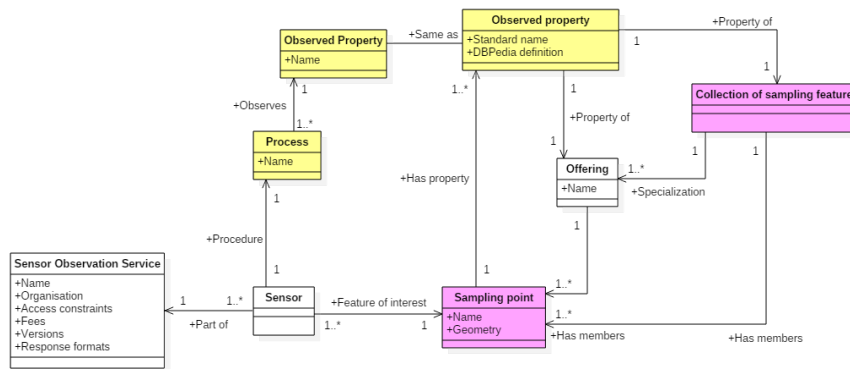 Observed property
+Standard name
+DBPedia definition
+Property of
1
1
Observed Property
+Name
+Same as
1
1..*
+Observes
1
1..*
+Property of
1
1
Collection of sampling feature
1
1
Process
+Name
1
Offering
+Name
1..*
+Specialization
+Has property
1
+Procedure
1
1
Sensor Observation Service
+Name
+Organisation
+Access constraints
+Fees
+Versions
+Response formats
1
1..*
+Part of
Sensor
+Feature of interest
1..*
1
Sampling point
+Name
+Geometry
1..*
1..*
+Has members
+Has members